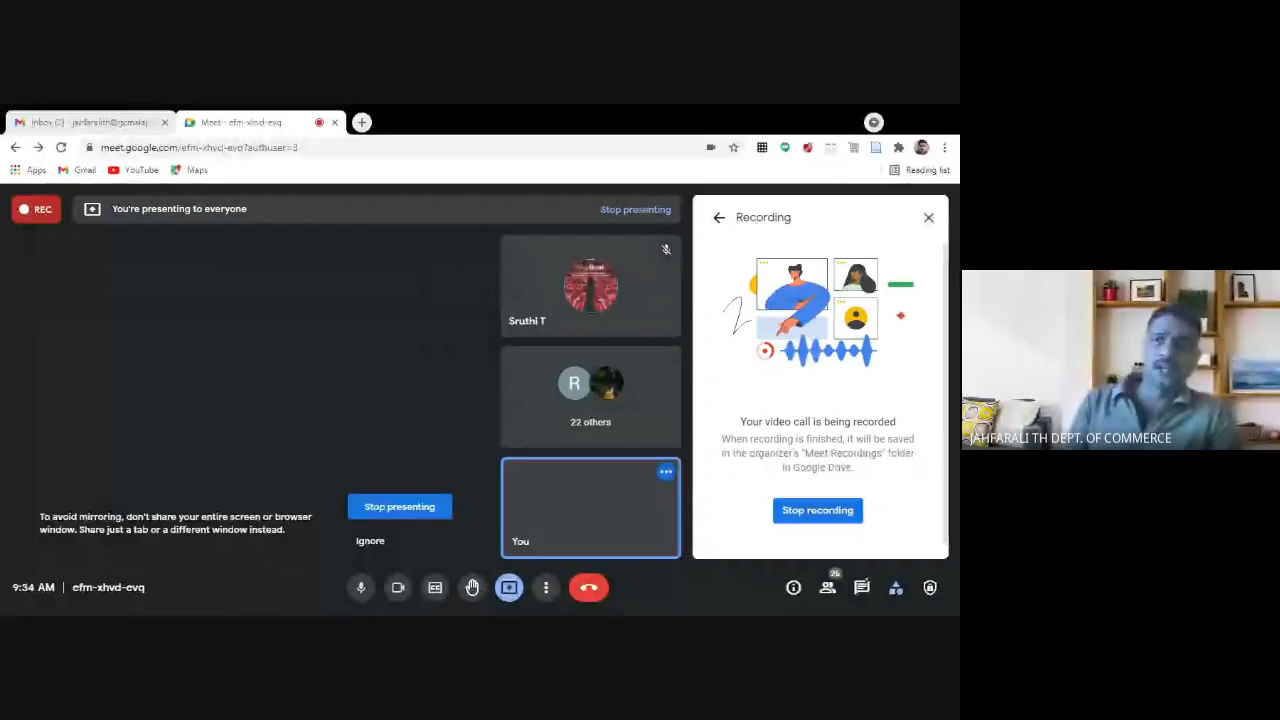 Meet - efm-xhvd-evq
meet.google.com/efm-xhvd-evq?authuser=3
Apps
Gmail
YouTube
Maps
Reading list
REC
You're presenting to everyone
Stop presenting
Recording
Sruthi T
R
22 others
Your video call is being recorded
When recording is finished, it will be saved
in the organizer's "Meet Recordings" folder
in Google Drive.
Stop recording
To avoid mirroring, don't share your entire screen or browser
window. Share just a tab or a different window instead.
Stop presenting
Ignore
You
9:34 AM | efm-xhvd-evq
26
JAHFARALI TH DEPT. OF COMMERCE